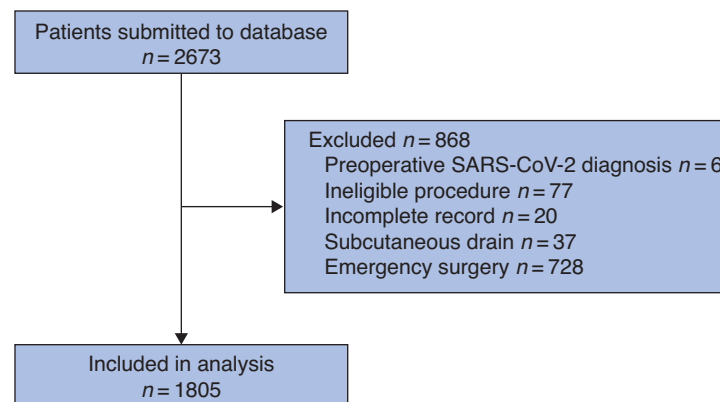 Patients submitted to database
n = 2673
Excluded n = 868
Preoperative SARS-CoV-2 diagnosis n = 6
Ineligible procedure n = 77
Incomplete record n = 20
Subcutaneous drain n = 37
Emergency surgery n = 728
Included in analysis
n = 1805